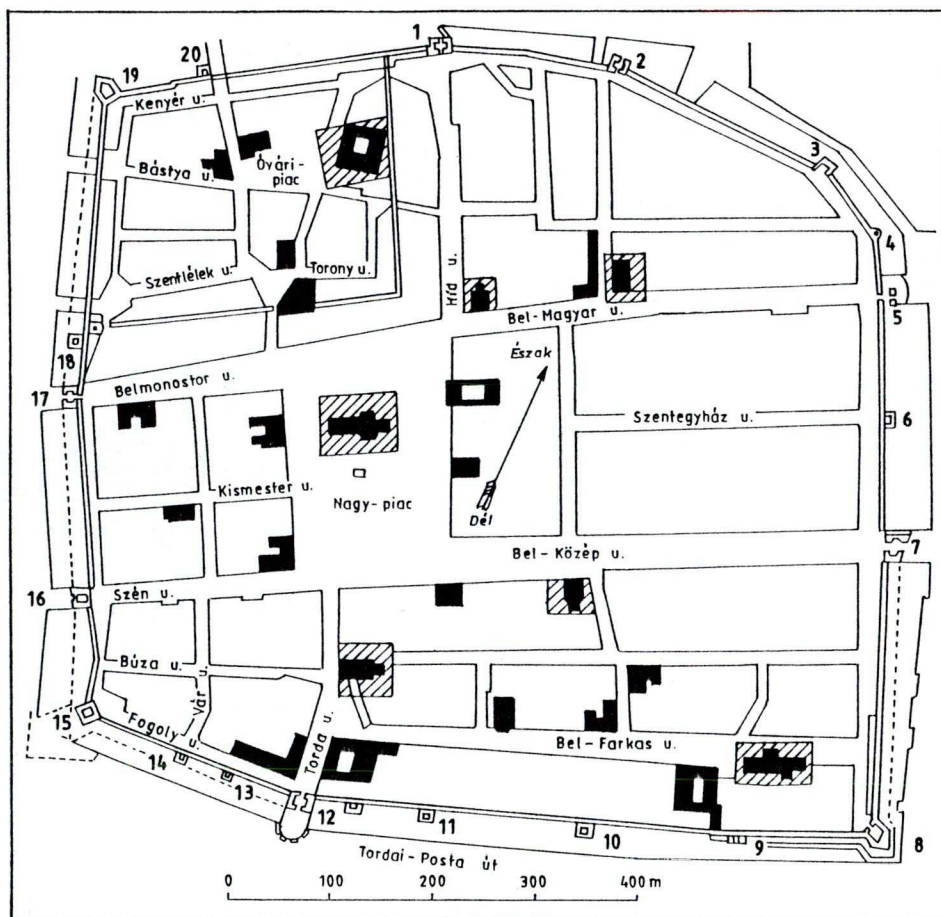 1
20
2
19
Kenyér u.
3
Óvári-
piac
Bástya u.
4
Szentlélek u.
Torony u.
Híd u.
5
Bel-Magyar u.
18
Észak
17
Belmonostor u.
Szentegyház u.
6
Kismester u.
Nagy-piac
Dél
7
Bel-Közép u.
16
Szén u.
Búza u.
Vár u.
15
Fogoly u.
Torda u.
Bel-Farkas u.
14
13
12
11
10
9
8
Tordai-Posta út
0 100 200 300 400 m